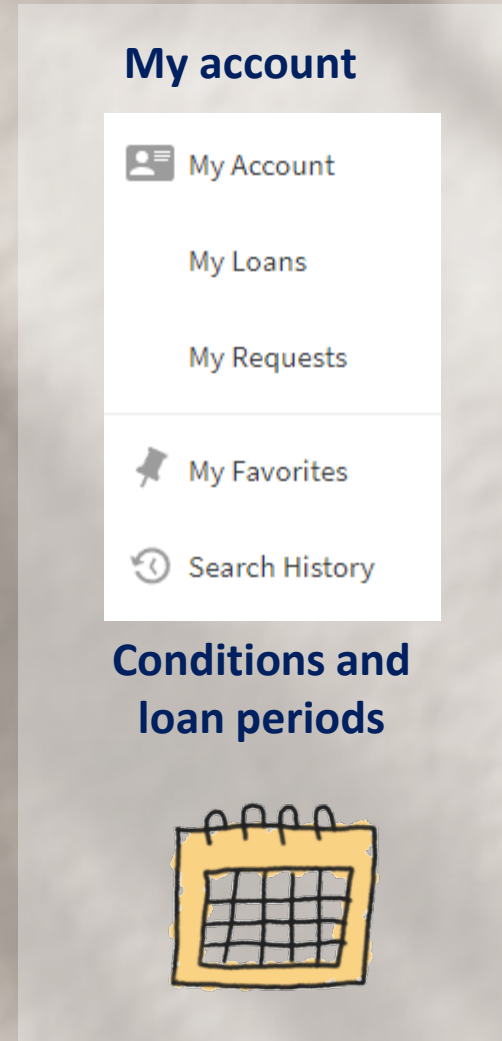 My account
My Account
My Loans
My Requests
My Favorites
Search History
Conditions and
loan periods